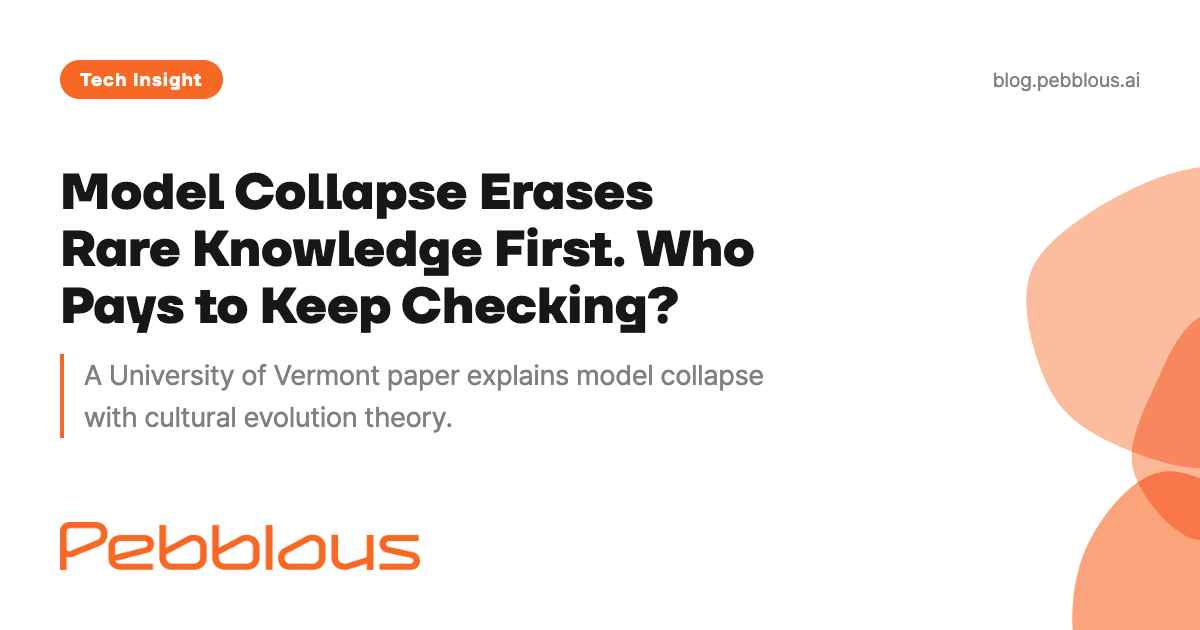 Tech Insight
blog.pebblous.ai
Model Collapse Erases
Rare Knowledge First. Who
Pays to Keep Checking?
A University of Vermont paper explains model collapse
with cultural evolution theory.
Pebblous